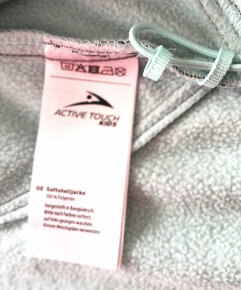 ACTIVE TOUCH
KIDS
DE Softshelljacke
100 % Polyester
Hergestellt in Bangladesch
Bitte nach Farben sortiert,
auf links gezogen waschen.
Keinen Weichspüler verwenden.